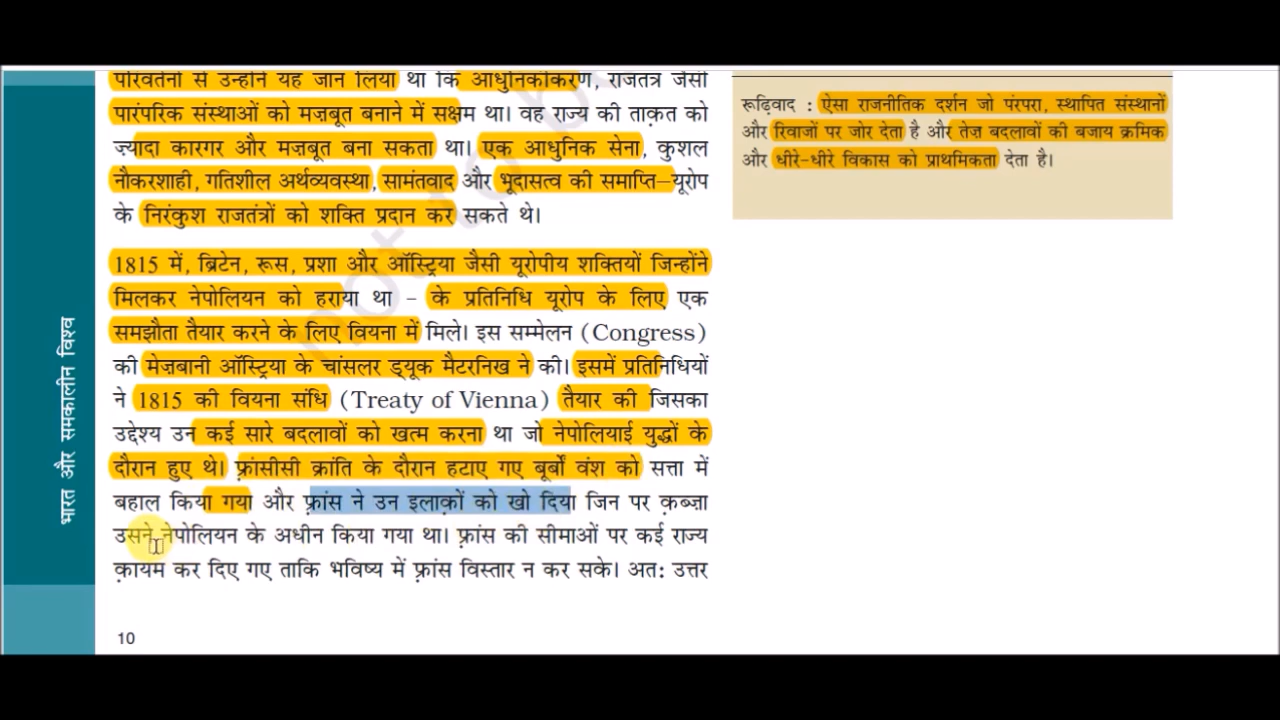 परिवर्तनों से उन्होंने यह जान लिया था कि आधुनिकीकरण, राजतंत्र जैसी
पारंपरिक संस्थाओं को मज़बूत बनाने में सक्षम था। वह राज्य की ताक़त को
ज़्यादा कारगर और मज़बूत बना सकता था। एक आधुनिक सेना, कुशल
नौकरशाही, गतिशील अर्थव्यवस्था, सामंतवाद और भूदासत्व की समाप्ति—यूरोप
के निरंकुश राजतंत्रों को शक्ति प्रदान कर सकते थे।
1815 में, ब्रिटेन, रूस, प्रशा और ऑस्ट्रिया जैसी यूरोपीय शक्तियों जिन्होंने
मिलकर नेपोलियन को हराया था – के प्रतिनिधि यूरोप के लिए एक
समझौता तैयार करने के लिए वियना में मिले। इस सम्मेलन (Congress)
की मेज़बानी ऑस्ट्रिया के चांसलर ड्यूक मैटरनिख ने की। इसमें प्रतिनिधियों
ने 1815 की वियना संधि (Treaty of Vienna) तैयार की जिसका
उद्देश्य उन कई सारे बदलावों को खत्म करना था जो नेपोलियाई युद्धों के
दौरान हुए थे। फ़्रांसीसी क्रांति के दौरान हटाए गए बूर्बों वंश को सत्ता में
बहाल किया गया और फ़्रांस ने उन इलाक़ों को खो दिया जिन पर क़ब्ज़ा
उसने नेपोलियन के अधीन किया गया था। फ़्रांस की सीमाओं पर कई राज्य
क़ायम कर दिए गए ताकि भविष्य में फ़्रांस विस्तार न कर सके। अत: उत्तर
रूढ़िवाद : ऐसा राजनीतिक दर्शन जो पंरपरा, स्थापित संस्थानों
और रिवाजों पर जोर देता है और तेज़ बदलावों की बजाय क्रमिक
और धीरे-धीरे विकास को प्राथमिकता देता है।
भारत और समकालीन विश्व
10
not to b